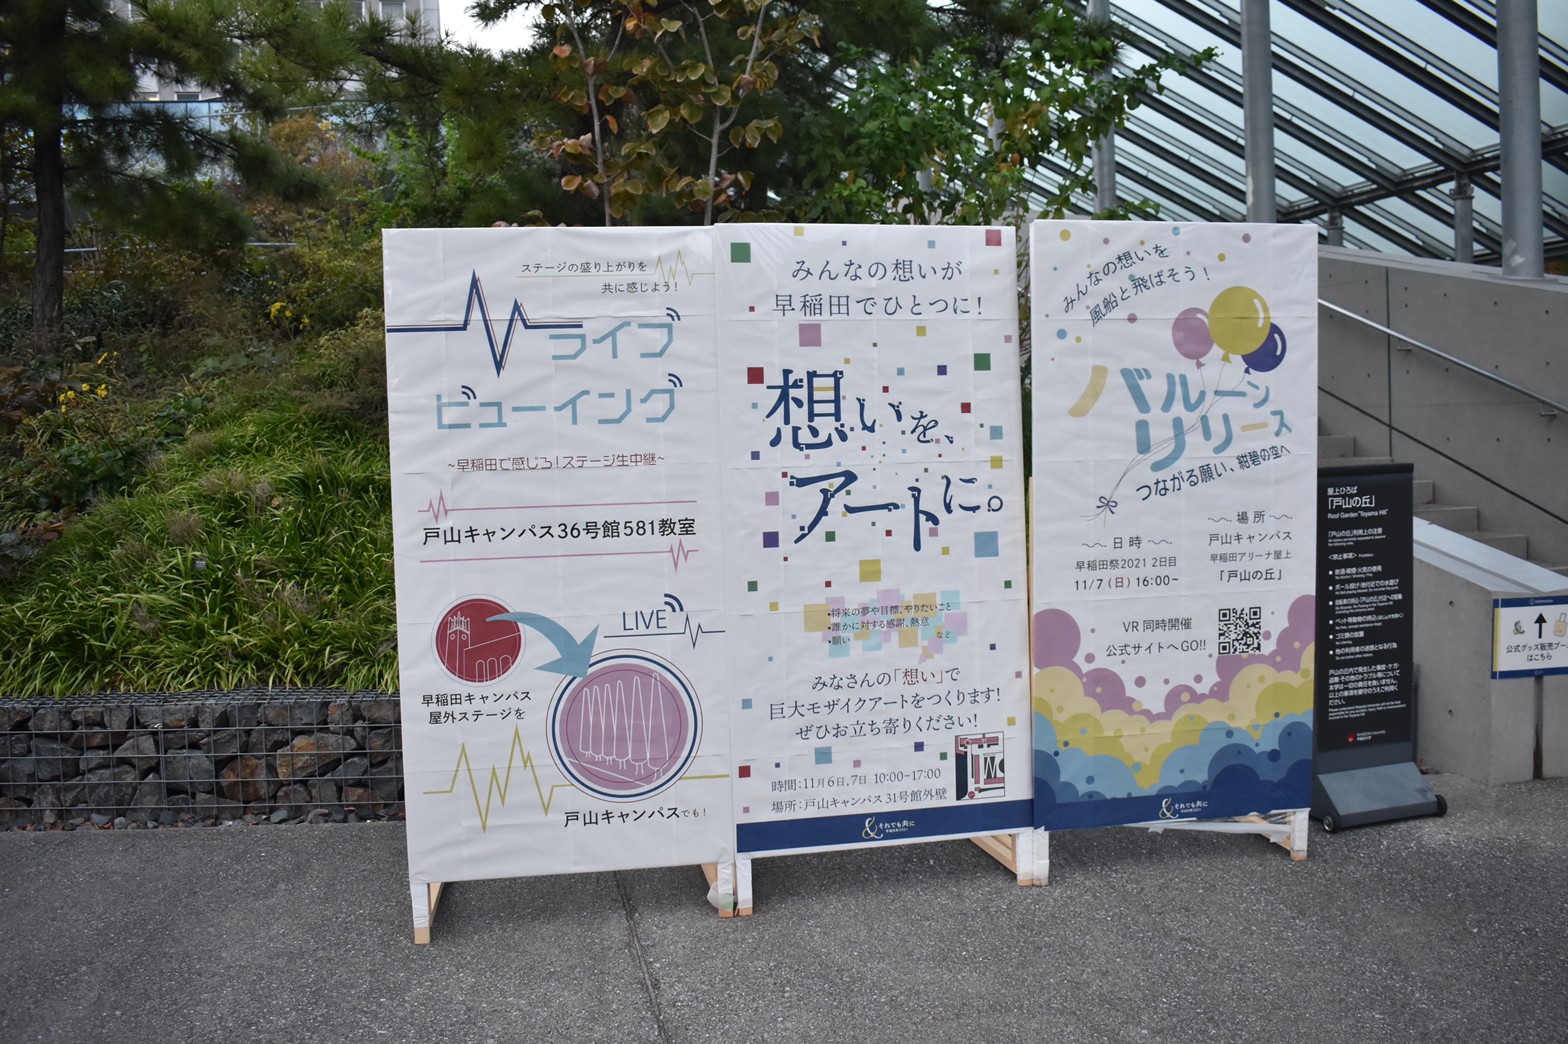 ステージの盛り上がりを
共に感じよう!
ライブ
ビューイング
~早稲田で感じろ!ステージ生中継~
戸山キャンパス36号館581教室
LIVE
早稲田キャンパス
屋外ステージを
戸山キャンパスでも!
みんなの想いが
早稲田でひとつに!
想いを、
アートに。
将来の夢や目標、やりたいこと
誰かに対する感謝、熱意
願い など
みなさんの「想い」で
巨大モザイクアートをつくります!
ぜひお立ち寄りください!
時間:11月6日,7日 10:00~17:00
場所:戸山キャンパス31号館外壁
&それでも共に
みんなの想いを
風船と飛ばそう!
バルーン
リリース
つながる願い、紺碧の空へ
~日時~
早稲田祭2021 2日目
11/7(日) 16:00~
~場所~
戸山キャンパス
早稲田アリーナ屋上
「戸山の丘」
VR同時開催
公式サイトへGO!!
&それでも共に
屋上ひろば
「戸山の丘」
公式グッズ販売ブース
はこちら